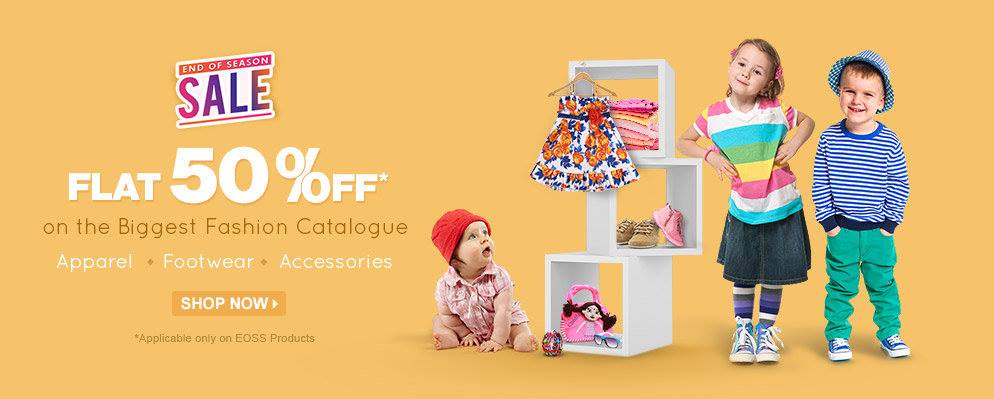 END OF SEASON
SALE
FLAT 50% OFF*
on the Biggest Fashion Catalogue
Apparel • Footwear • Accessories
SHOP NOW ›
*Applicable only on EOSS Products